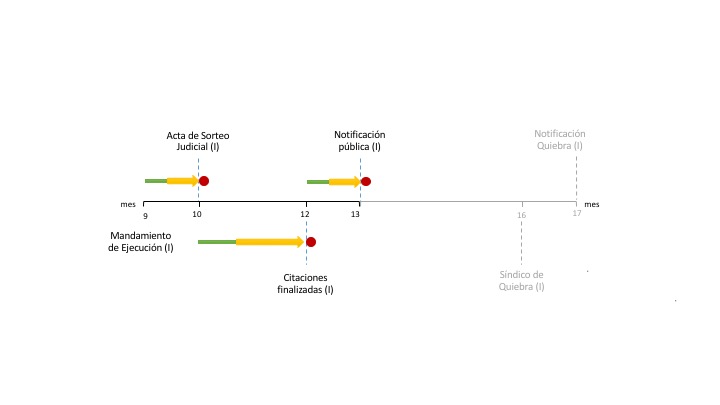 Acta de Sorteo
Judicial (I)
Notificación
pública (I)
Notificación
Quiebra (I)
mes
9
10
12
13
16
17
mes
Mandamiento
de Ejecución (I)
Citaciones
finalizadas (I)
Síndico de
Quiebra (I)